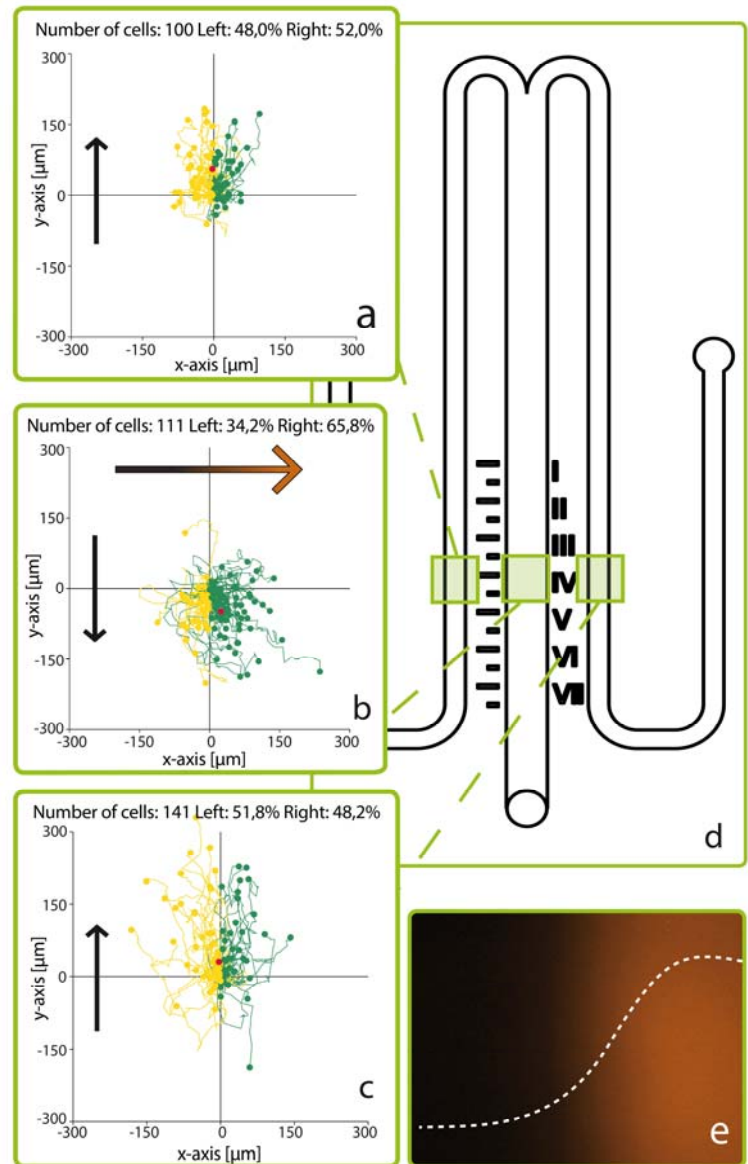 Number of cells: 100 Left: 48,0% Right: 52,0%
300
150
0
-150
-300
y-axis [µm]
-300 -150 0 150 300
x-axis [µm]
a
Number of cells: 111 Left: 34,2% Right: 65,8%
300
150
0
-150
-300
y-axis [µm]
-300 -150 0 150 300
x-axis [µm]
b
Number of cells: 141 Left: 51,8% Right: 48,2%
300
150
0
-150
-300
y-axis [µm]
-300 -150 0 150 300
x-axis [µm]
c
I
II
III
IV
V
VI
VII
d
e